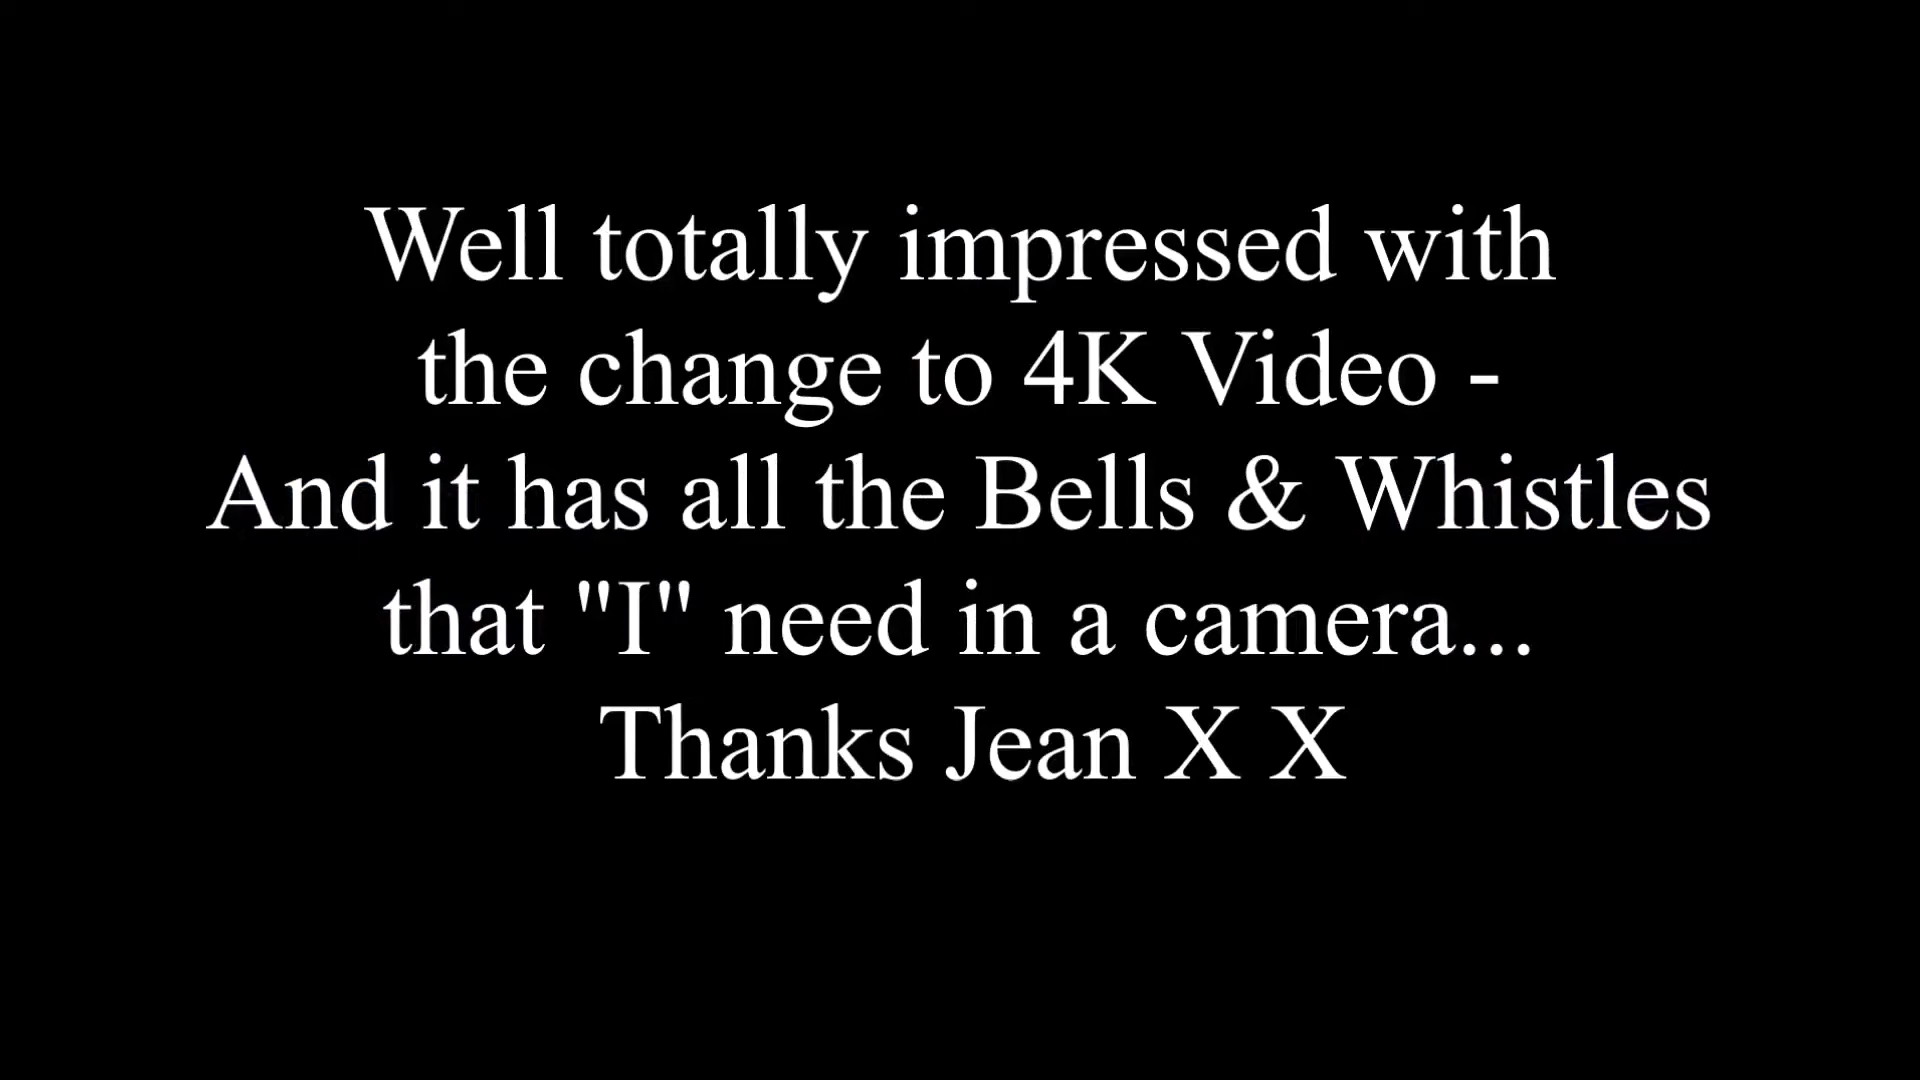 Well totally impressed with
the change to 4K Video -
And it has all the Bells & Whistles
that "I" need in a camera...
Thanks Jean X X